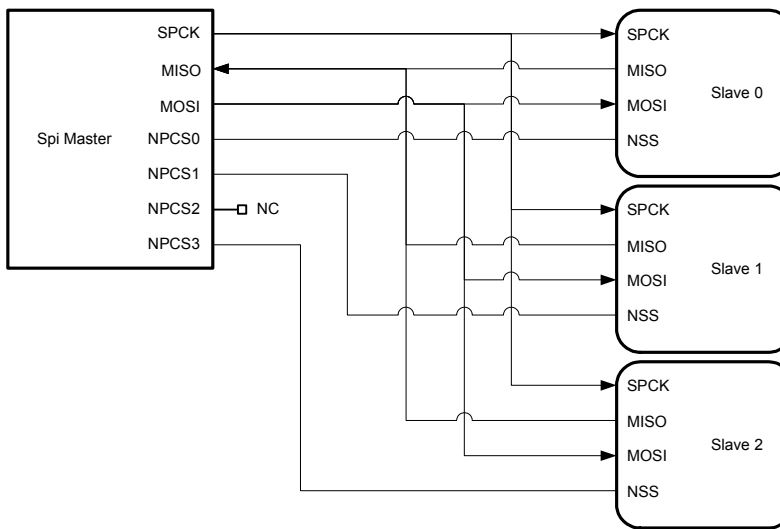 Spi Master
SPCK
MISO
MOSI
NPCS0
NPCS1
NPCS2
NC
NPCS3
SPCK
MISO
MOSI
NSS
Slave 0
SPCK
MISO
MOSI
NSS
Slave 1
SPCK
MISO
MOSI
NSS
Slave 2